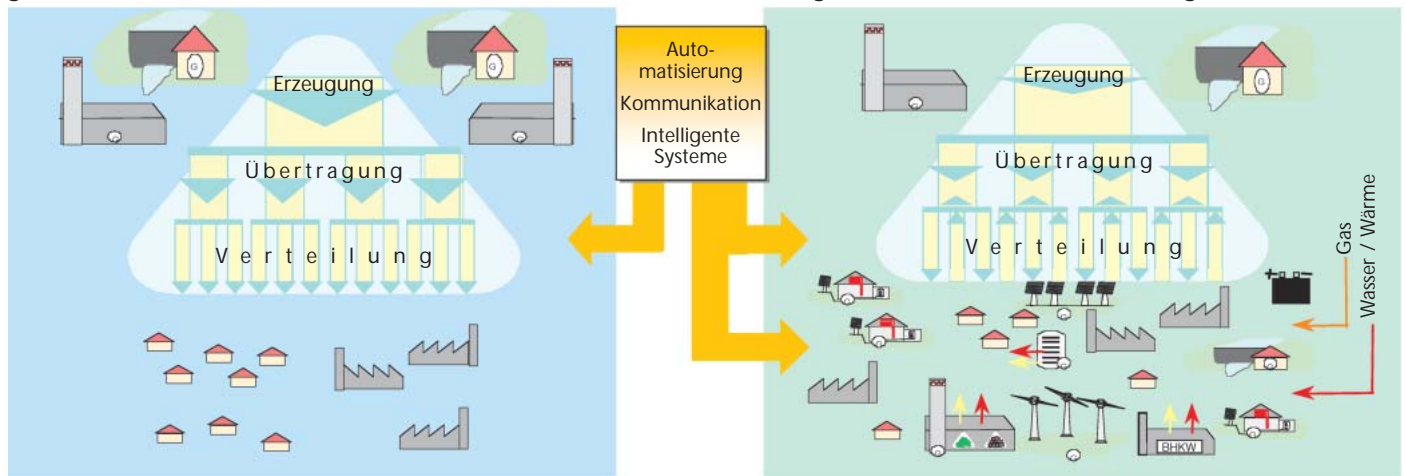 Erzeugung
Übertragung
Verteilung
G
G
Auto-
matisierung
Kommunikation
Intelligente
Systeme
Erzeugung
Übertragung
Verteilung
G
Gas
Wasser / Wärme
BHKW